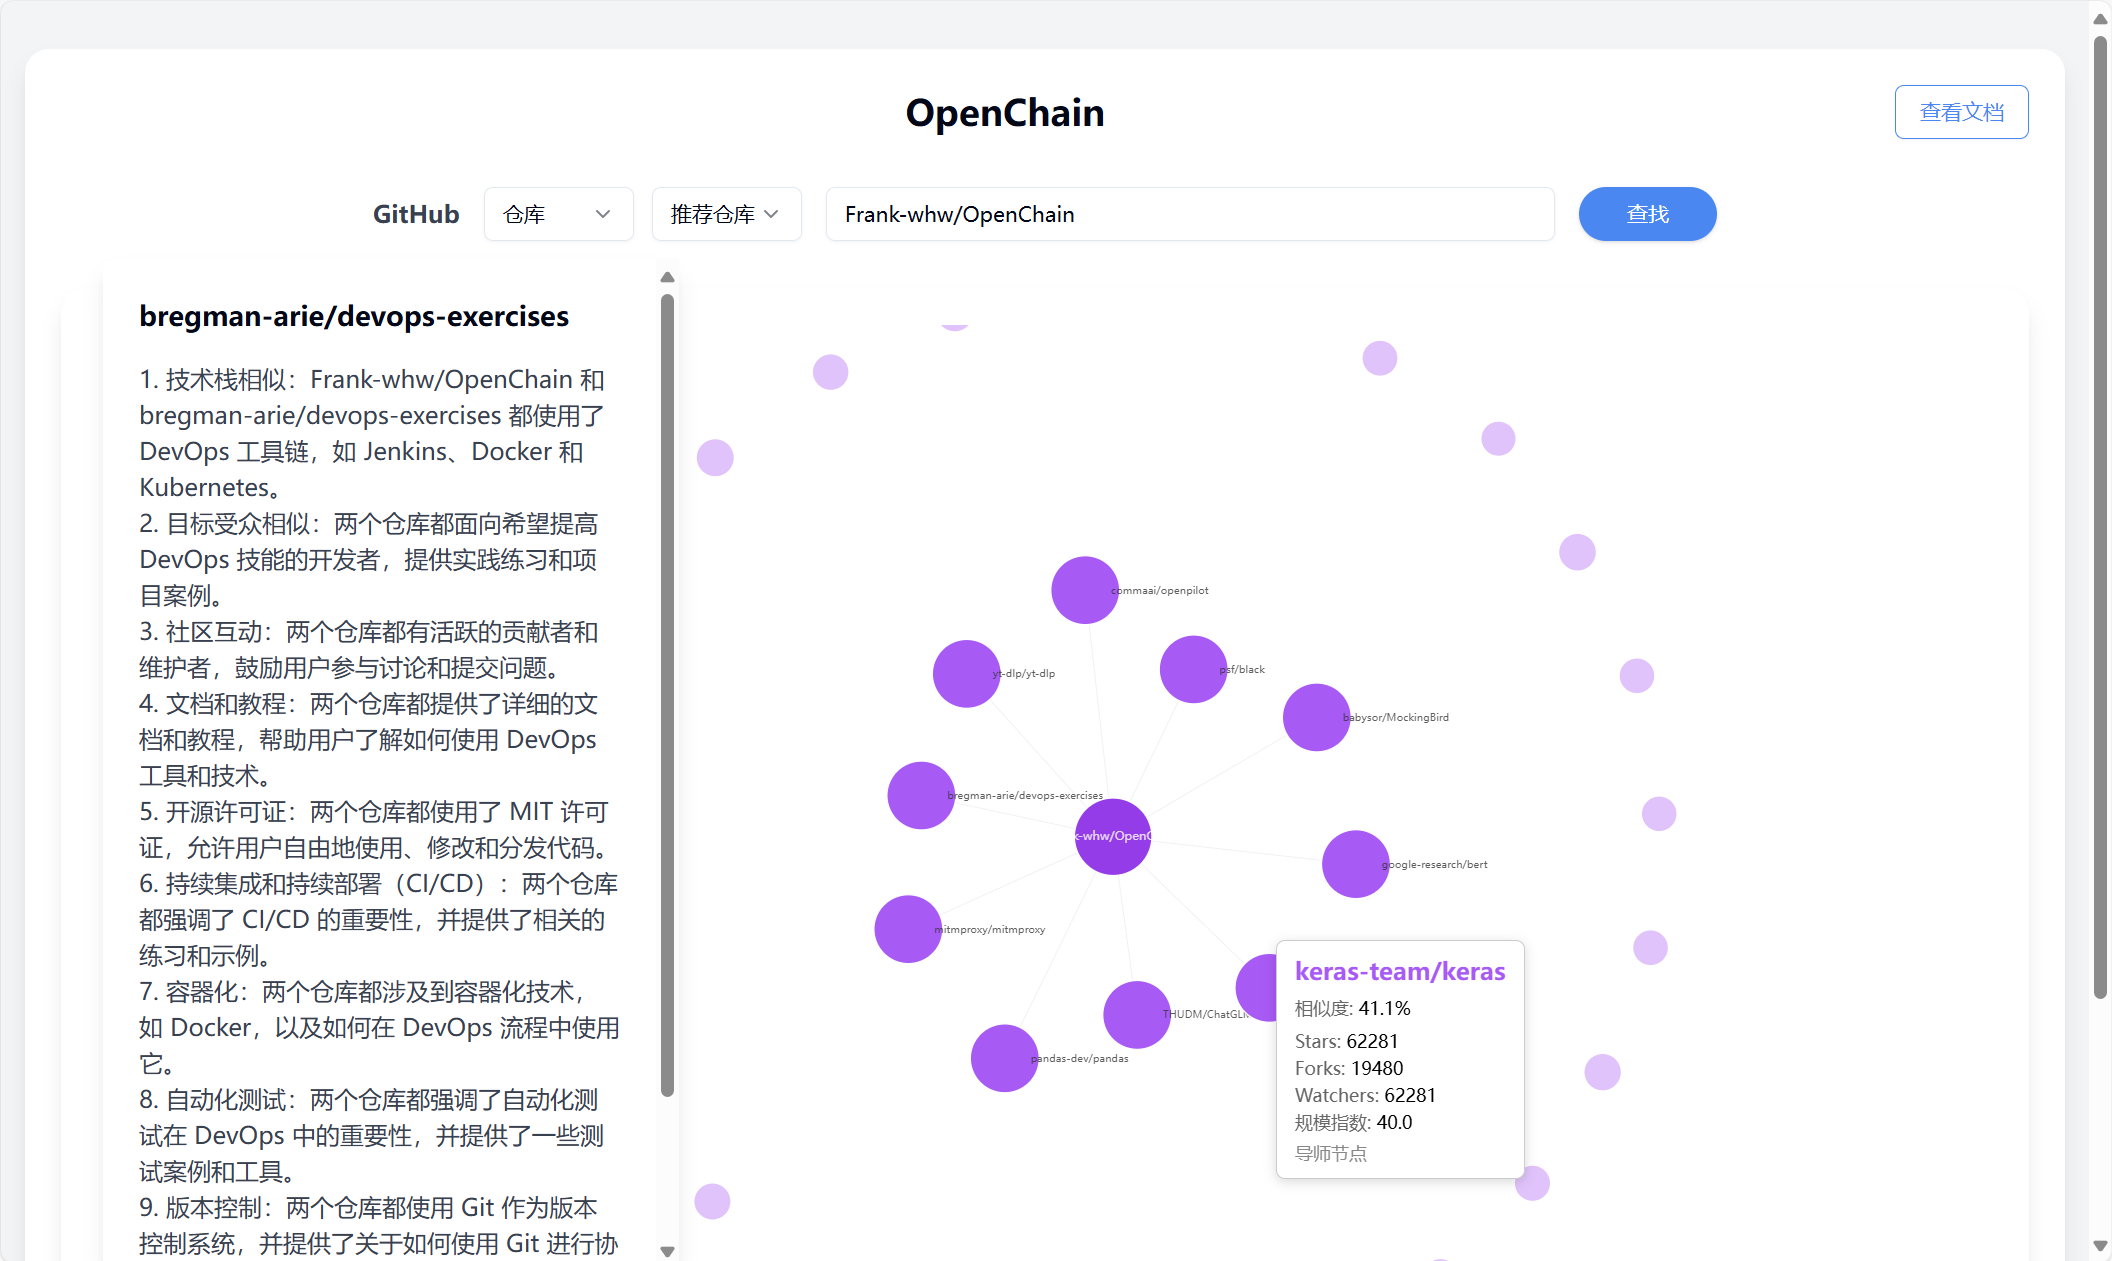 OpenChain
查看文档
GitHub
仓库
推荐仓库
Frank-whw/OpenChain
查找
bregman-arie/devops-exercises
1. 技术栈相似：Frank-whw/OpenChain 和
bregman-arie/devops-exercises 都使用了
DevOps 工具链，如 Jenkins、Docker 和
Kubernetes。
2. 目标受众相似：两个仓库都面向希望提高
DevOps 技能的开发者，提供实践练习和项
目案例。
3. 社区互动：两个仓库都有活跃的贡献者和
维护者，鼓励用户参与讨论和提交问题。
4. 文档和教程：两个仓库都提供了详细的文
档和教程，帮助用户了解如何使用 DevOps
工具和技术。
5. 开源许可证：两个仓库都使用了 MIT 许可
证，允许用户自由地使用、修改和分发代码。
6. 持续集成和持续部署（CI/CD）：两个仓库
都强调了 CI/CD 的重要性，并提供了相关的
练习和示例。
7. 容器化：两个仓库都涉及到容器化技术，
如 Docker，以及如何在 DevOps 流程中使用
它。
8. 自动化测试：两个仓库都强调了自动化测
试在 DevOps 中的重要性，并提供了一些测
试案例和工具。
9. 版本控制：两个仓库都使用 Git 作为版本
控制系统，并提供了关于如何使用 Git 进行协
commaai/openpilot
yt-dlp/yt-dlp
psf/black
babysor/MockingBird
bregman-arie/devops-exercises
k-whw/OpenC
google-research/bert
mitmproxy/mitmproxy
THUDM/ChatGL
pandas-dev/pandas
keras-team/keras
相似度: 41.1%
Stars: 62281
Forks: 19480
Watchers: 62281
规模指数: 40.0
导师节点